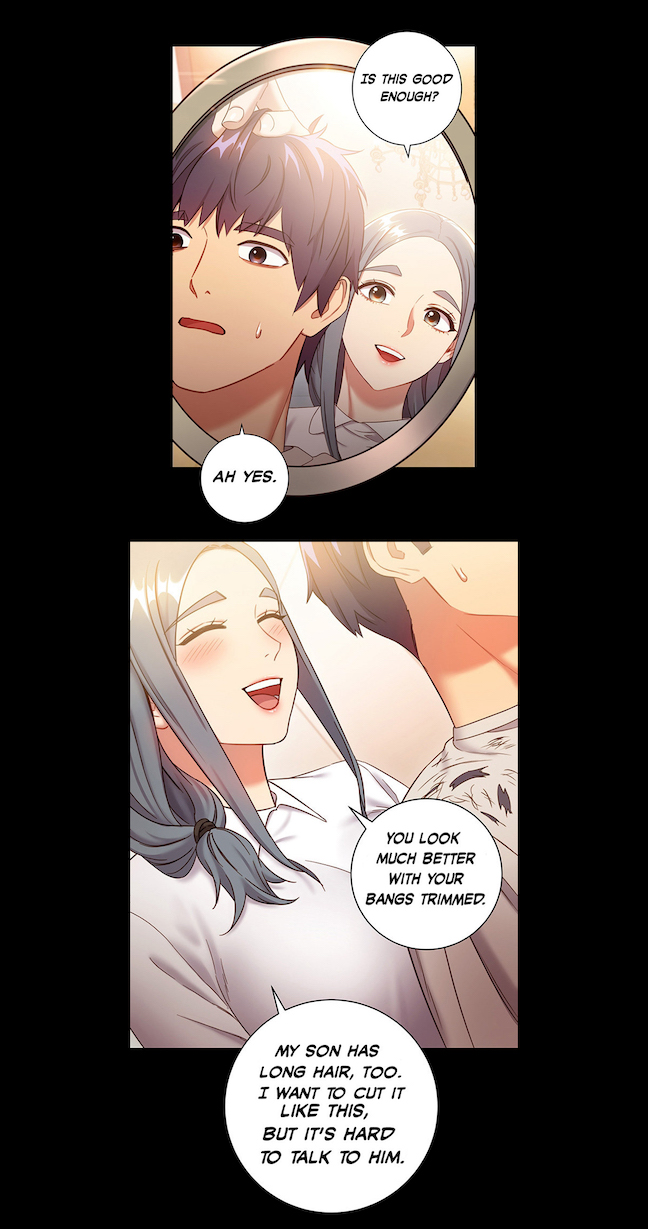 IS THIS GOOD
ENOUGH?
AH YES.
YOU LOOK
MUCH BETTER
WITH YOUR
BANGS TRIMMED.
MY SON HAS
LONG HAIR, TOO.
I WANT TO CUT IT
LIKE THIS,
BUT IT'S HARD
TO TALK TO HIM.